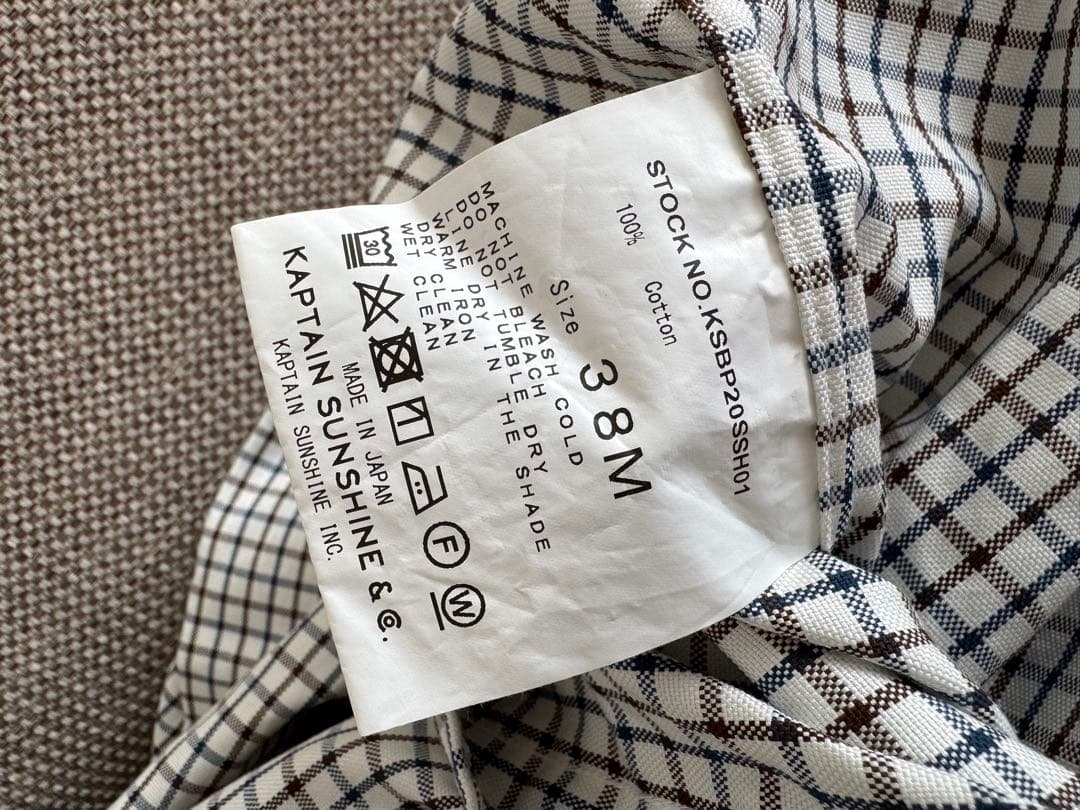 STOCK NO.KSBP20SSH01
100% Cotton
Size 38M
MACHINE WASH COLD
DO NOT BLEACH
DO NOT TUMBLE DRY
LINE DRY IN THE SHADE
WARM IRON
DRY CLEAN
WET CLEAN
30 F W
MADE IN JAPAN
KAPTAIN SUNSHINE & Co.
KAPTAIN SUNSHINE INC.